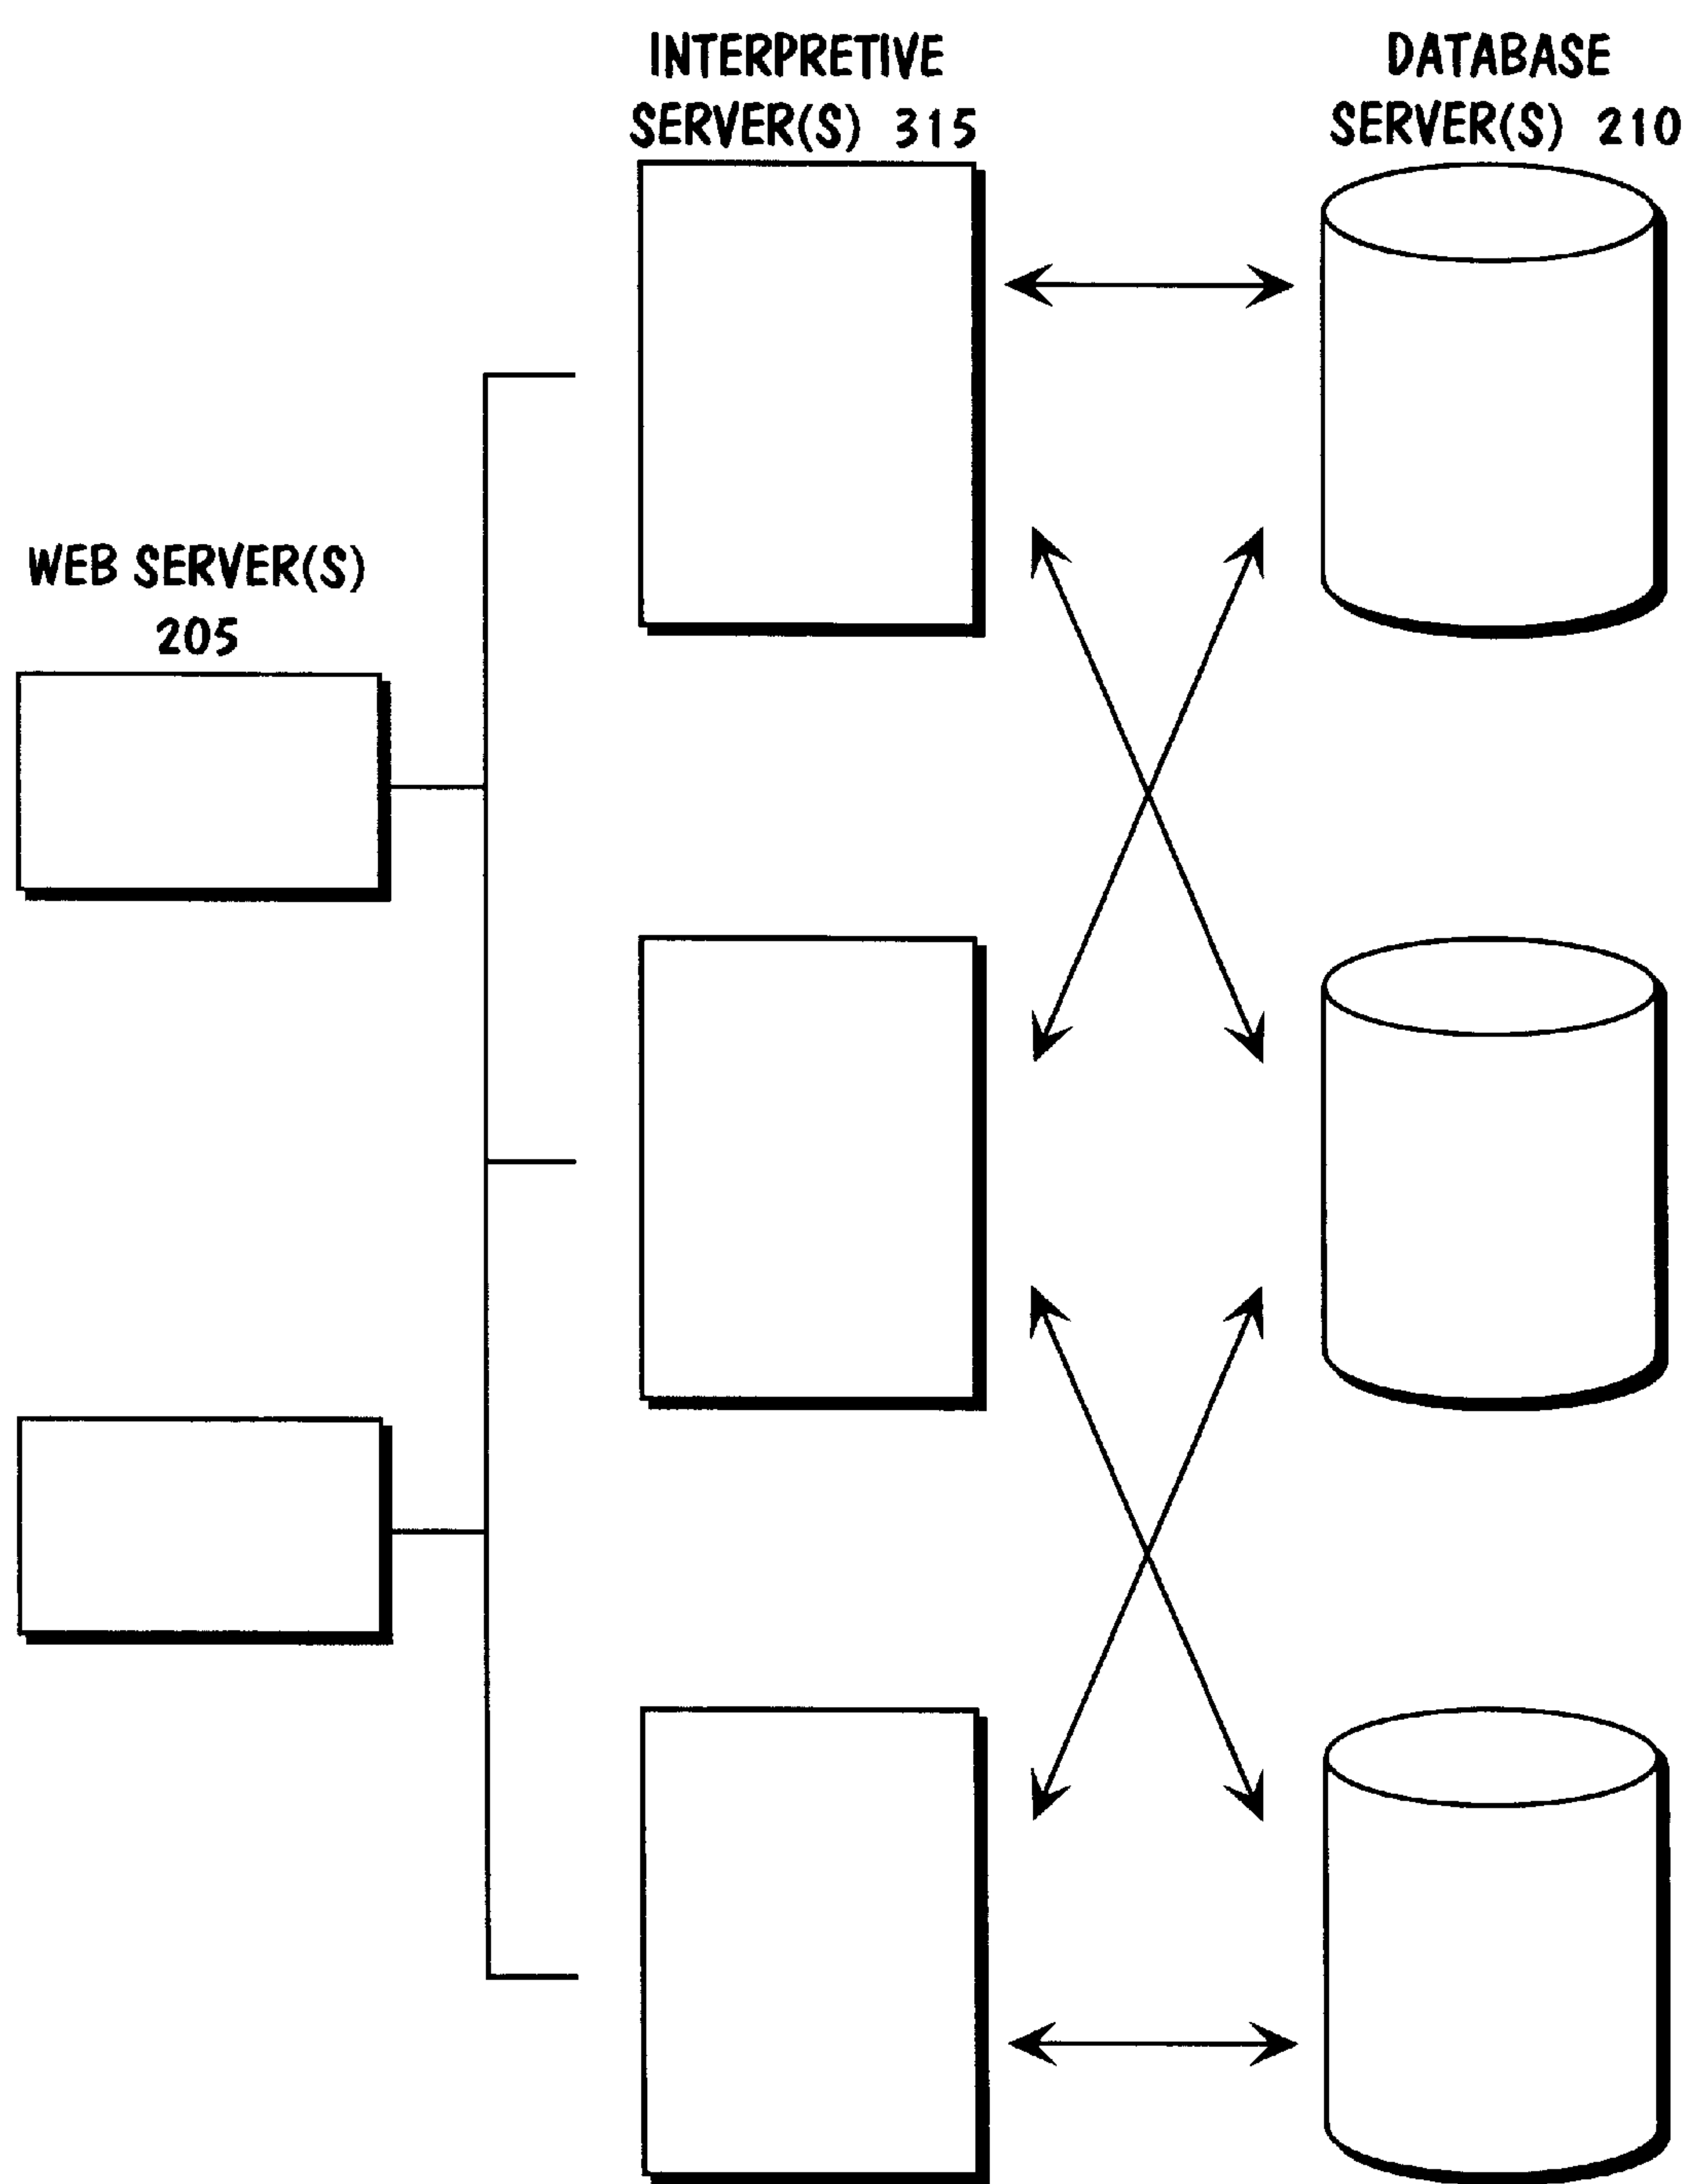 INTERPRETIVE
SERVER(S) 315
DATABASE
SERVER(S) 210
WEB SERVER(S)
205